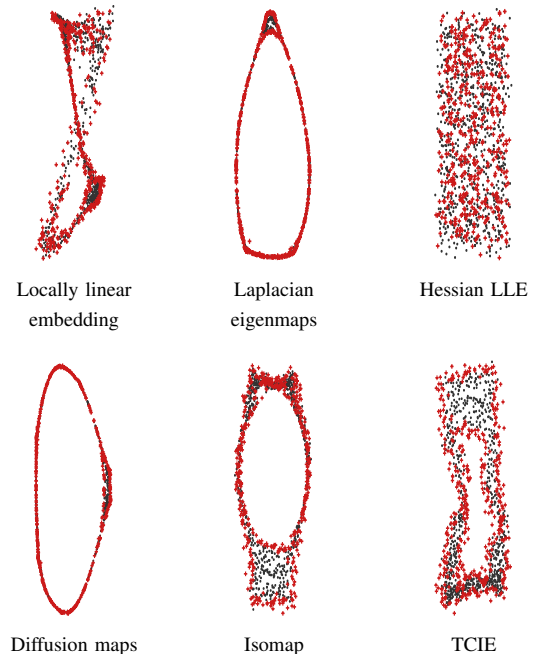 Locally linear
embedding
Laplacian
eigenmaps
Hessian LLE
Diffusion maps
Isomap
TCIE